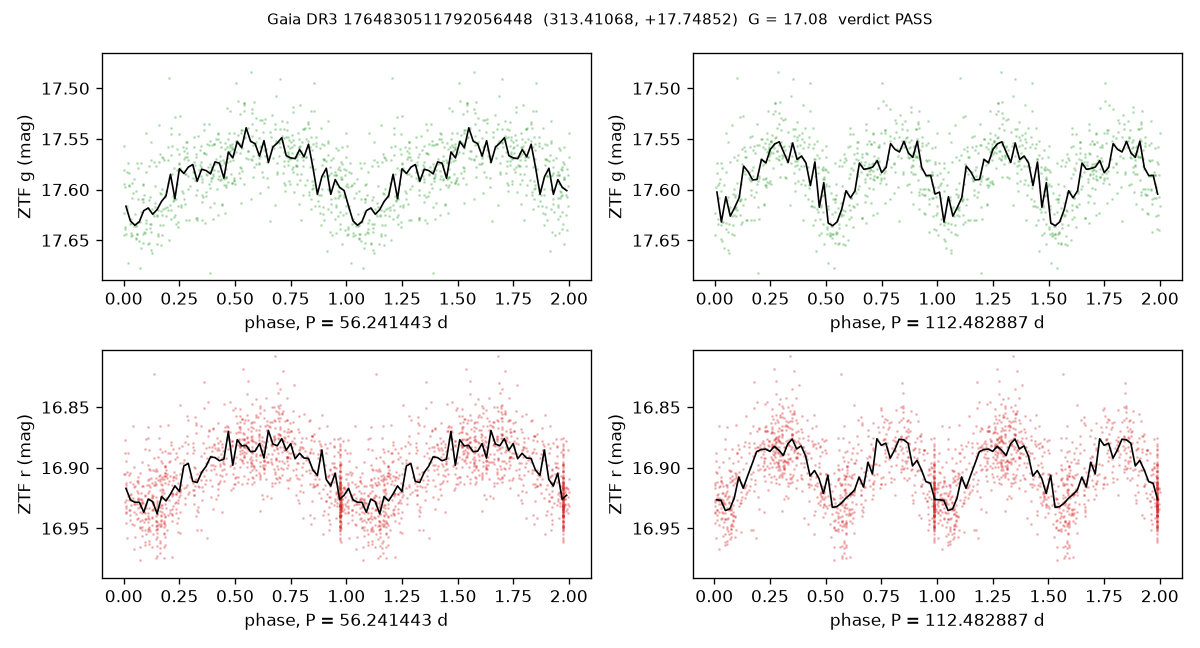 Gaia DR3 1764830511792056448  (313.41068, +17.74852)  G = 17.08  verdict PASS
ZTF g (mag)
17.50
17.55
17.60
17.65
0.00 0.25 0.50 0.75 1.00 1.25 1.50 1.75 2.00
phase, P = 56.241443 d
ZTF g (mag)
17.50
17.55
17.60
17.65
0.00 0.25 0.50 0.75 1.00 1.25 1.50 1.75 2.00
phase, P = 112.482887 d
ZTF r (mag)
16.85
16.90
16.95
0.00 0.25 0.50 0.75 1.00 1.25 1.50 1.75 2.00
phase, P = 56.241443 d
ZTF r (mag)
16.85
16.90
16.95
0.00 0.25 0.50 0.75 1.00 1.25 1.50 1.75 2.00
phase, P = 112.482887 d